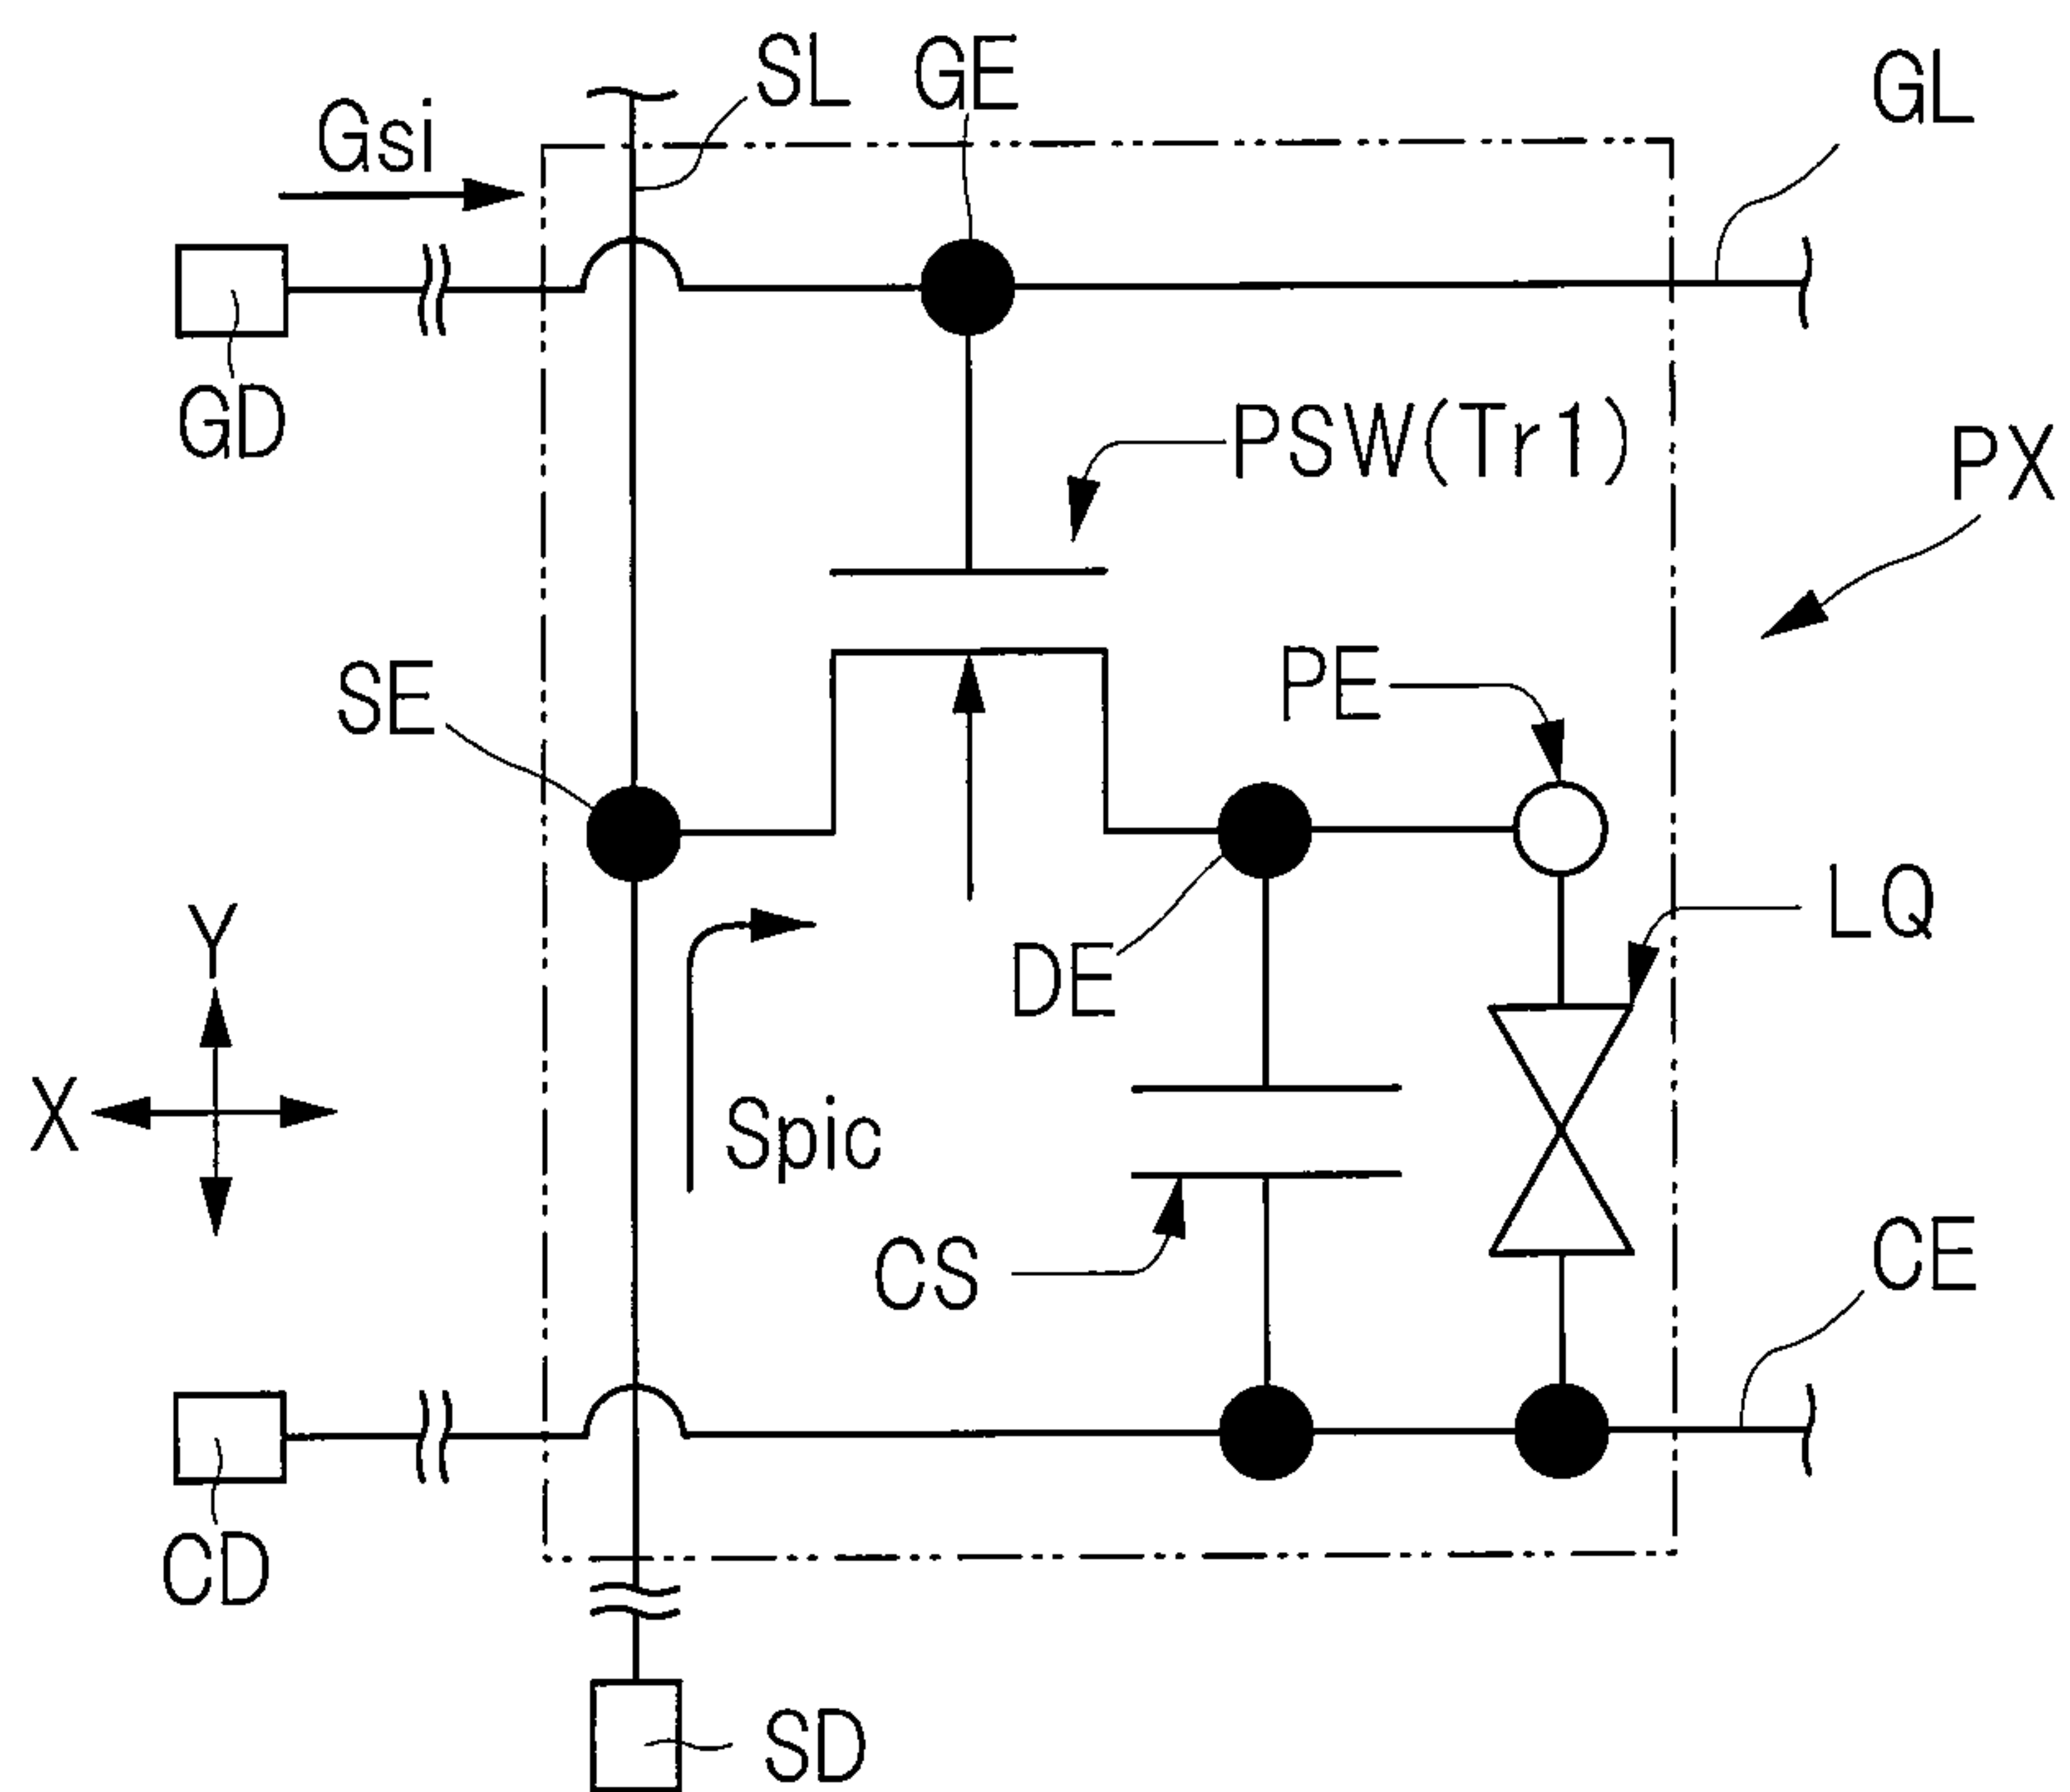 SL
GE
GL
Gsi
GD
PSW(Tr1)
PX
SE
PE
LQ
Y
DE
X
Spic
CS
CE
CD
SD